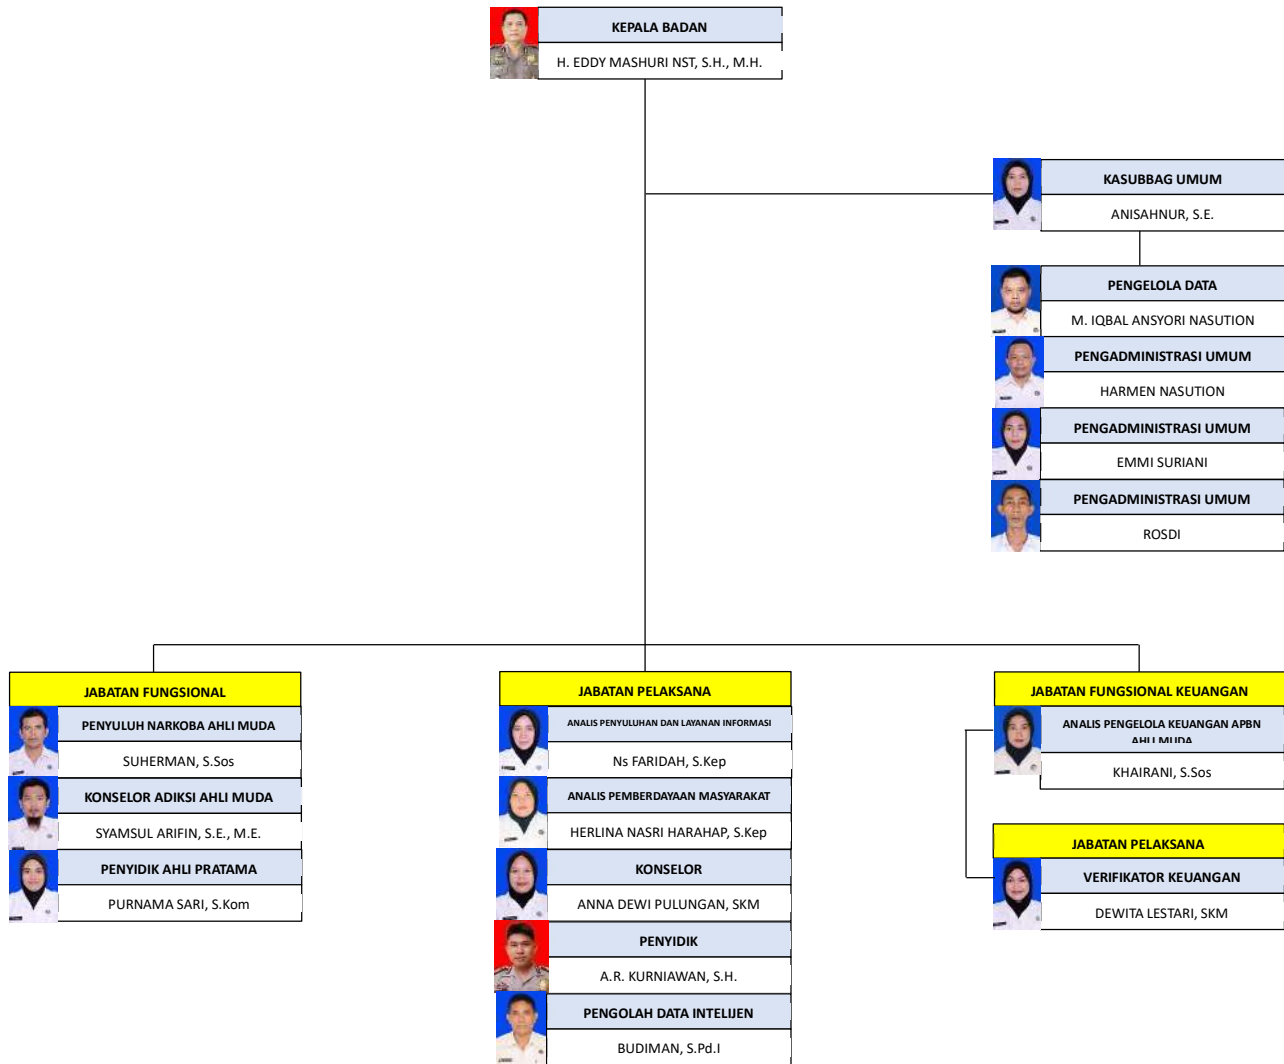 KEPALA BADAN
H. EDDY MASHURI NST, S.H., M.H.
KASUBBAG UMUM
ANISAHNUR, S.E.
PENGELOLA DATA
M. IQBAL ANSYORI NASUTION
PENGADMINISTRASI UMUM
HARMEN NASUTION
PENGADMINISTRASI UMUM
EMMI SURIANI
PENGADMINISTRASI UMUM
ROSDI
JABATAN FUNGSIONAL
PENYULUH NARKOBA AHLI MUDA
SUHERMAN, S.Sos
KONSELOR ADIKSI AHLI MUDA
SYAMSUL ARIFIN, S.E., M.E.
PENYIDIK AHLI PRATAMA
PURNAMA SARI, S.Kom
JABATAN PELAKSANA
ANALIS PENYULUHAN DAN LAYANAN INFORMASI
Ns FARIDAH, S.Kep
ANALIS PEMBERDAYAAN MASYARAKAT
HERLINA NASRI HARAHAP, S.Kep
KONSELOR
ANNA DEWI PULUNGAN, SKM
PENYIDIK
A.R. KURNIAWAN, S.H.
PENGOLAH DATA INTELIJEN
BUDIMAN, S.Pd.I
JABATAN FUNGSIONAL KEUANGAN
ANALIS PENGELOLA KEUANGAN APBN
AHLI MUDA
KHAIRANI, S.Sos
JABATAN PELAKSANA
VERIFIKATOR KEUANGAN
DEWITA LESTARI, SKM